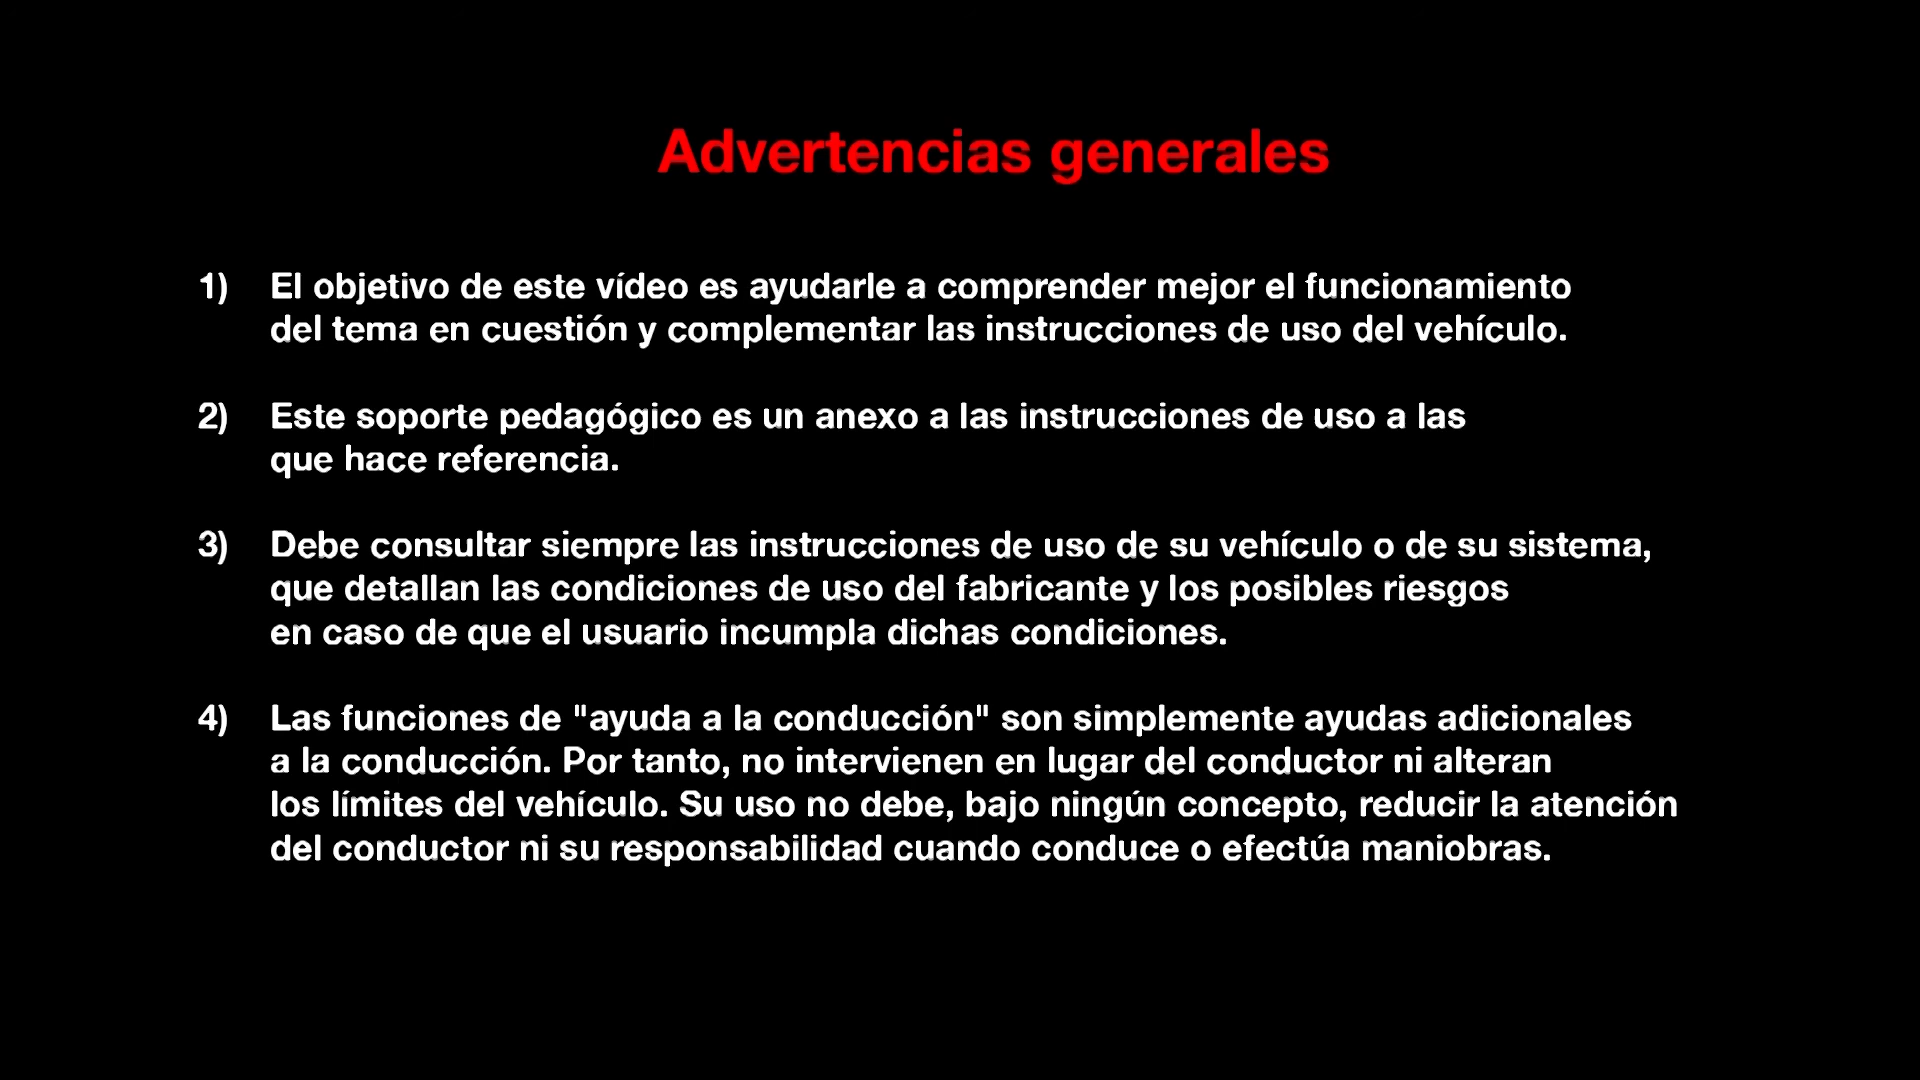 Advertencias generales
1) El objetivo de este vídeo es ayudarle a comprender mejor el funcionamiento
del tema en cuestión y complementar las instrucciones de uso del vehículo.
2) Este soporte pedagógico es un anexo a las instrucciones de uso a las
que hace referencia.
3) Debe consultar siempre las instrucciones de uso de su vehículo o de su sistema,
que detallan las condiciones de uso del fabricante y los posibles riesgos
en caso de que el usuario incumpla dichas condiciones.
4) Las funciones de "ayuda a la conducción" son simplemente ayudas adicionales
a la conducción. Por tanto, no intervienen en lugar del conductor ni alteran
los límites del vehículo. Su uso no debe, bajo ningún concepto, reducir la atención
del conductor ni su responsabilidad cuando conduce o efectúa maniobras.